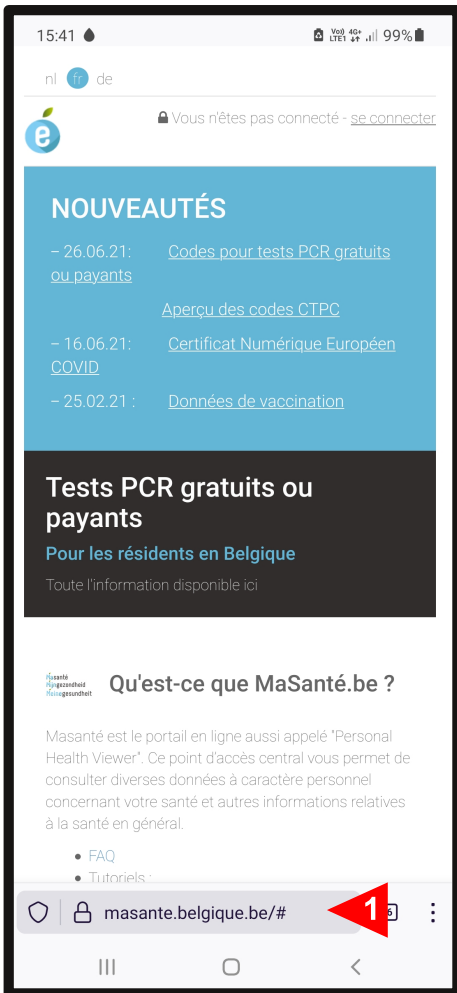 15:41 Vo)) LTE1 4G+ 99%
nl fr de
e
Vous n'êtes pas connecté - se connecter
NOUVEAUTÉS
– 26.06.21: Codes pour tests PCR gratuits
ou payants
Aperçu des codes CTPC
– 16.06.21: Certificat Numérique Européen
COVID
– 25.02.21 : Données de vaccination
Tests PCR gratuits ou
payants
Pour les résidents en Belgique
Toute l'information disponible ici
Masanté
Mijngezondheid
Meinegesundheit
Qu'est-ce que MaSanté.be ?
Masanté est le portail en ligne aussi appelé "Personal
Health Viewer". Ce point d'accès central vous permet de
consulter diverses données à caractère personnel
concernant votre santé et autres informations relatives
à la santé en général.
• FAQ
• Tutoriels :
masante.belgique.be/# 1